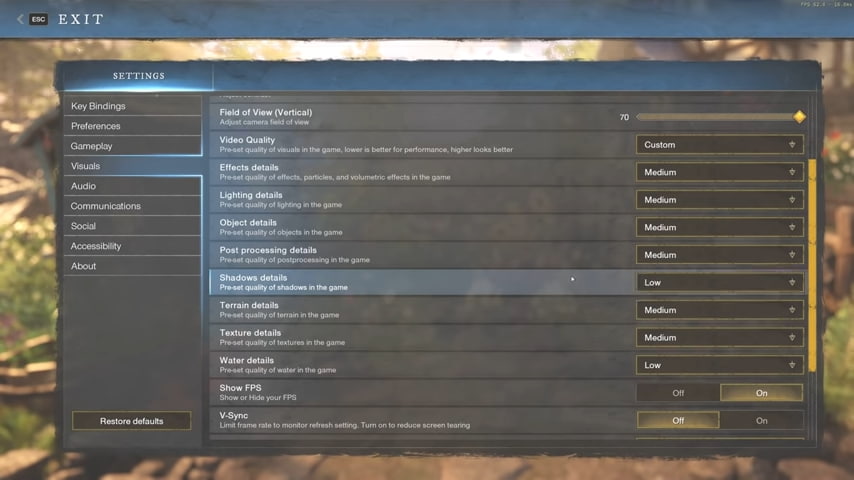 ESC EXIT
SETTINGS
Key Bindings
Preferences
Gameplay
Visuals
Audio
Communications
Social
Accessibility
About
Restore defaults
Field of View (Vertical)
Adjust camera field of view
70
Video Quality
Pre-set quality of visuals in the game, lower is better for performance, higher looks better
Custom
Effects details
Pre-set quality of effects, particles, and volumetric effects in the game
Medium
Lighting details
Pre-set quality of lighting in the game
Medium
Object details
Pre-set quality of objects in the game
Medium
Post processing details
Pre-set quality of postprocessing in the game
Medium
Shadows details
Pre-set quality of shadows in the game
Low
Terrain details
Pre-set quality of terrain in the game
Medium
Texture details
Pre-set quality of textures in the game
Medium
Water details
Pre-set quality of water in the game
Low
Show FPS
Show or Hide your FPS
Off On
V-Sync
Limit frame rate to monitor refresh setting. Turn on to reduce screen tearing
Off On